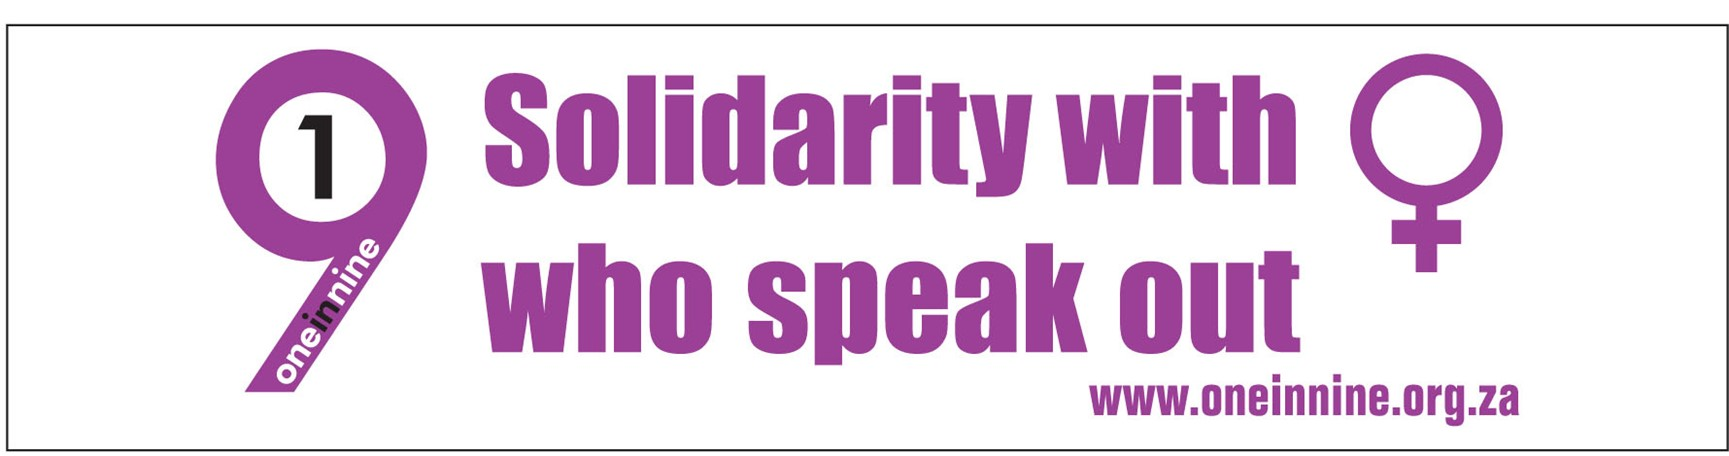 1
oneinnine
Solidarity with ♀
who speak out
www.oneinnine.org.za